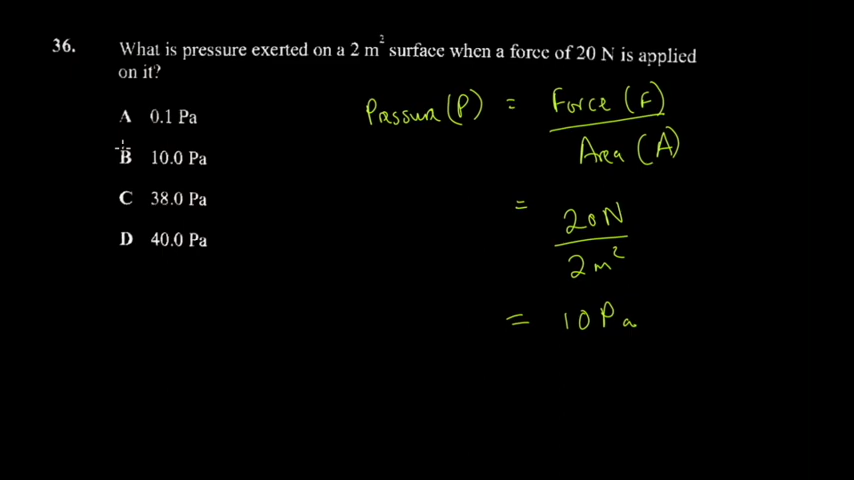 36. What is pressure exerted on a 2 m² surface when a force of 20 N is applied
on it?
A 0.1 Pa
B 10.0 Pa
C 38.0 Pa
D 40.0 Pa
Pressure (P) = Force (F)
Area (A)
= 20N
2m²
= 10Pa